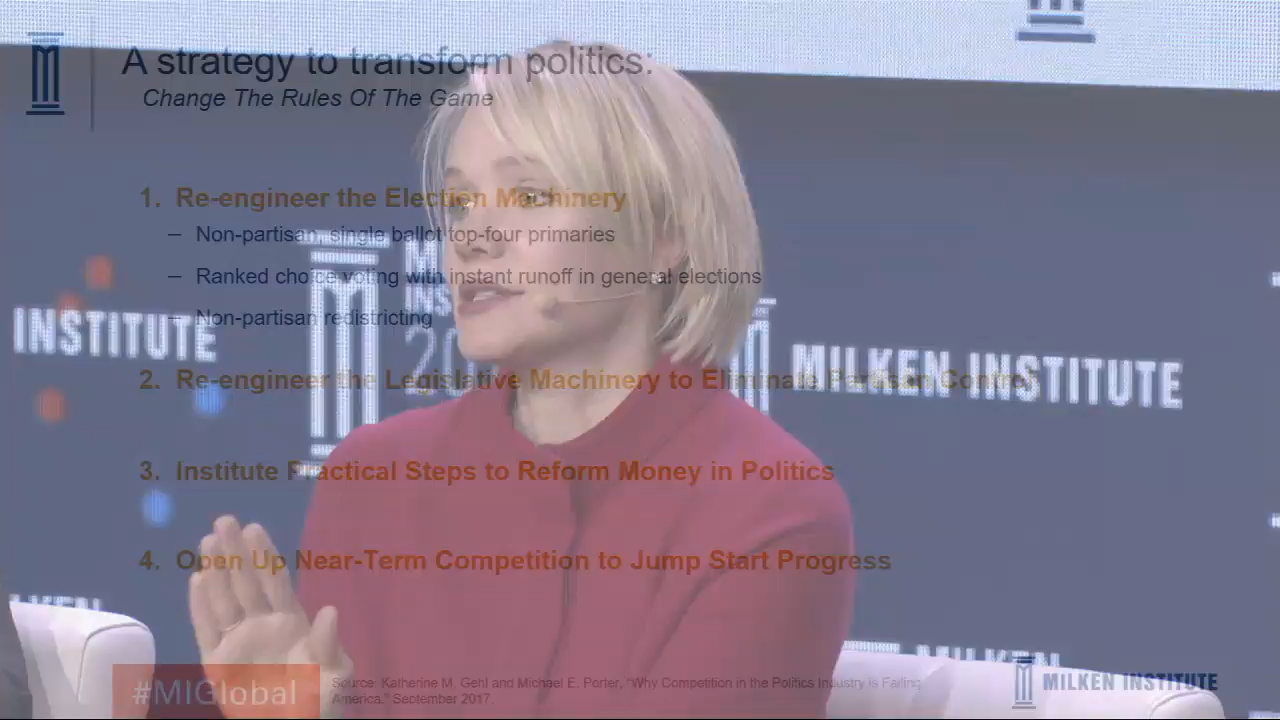 A strategy to transform politics:
Change The Rules Of The Game
1. Re-engineer the Election Machinery
– Non-partisan, single ballot top-four primaries
– Ranked choice voting with instant runoff in general elections
– Non-partisan redistricting
INSTITUTE
MILKEN INSTITUTE
2. Re-engineer the Legislative Machinery to Eliminate Partisan Control
3. Institute Practical Steps to Reform Money in Politics
4. Open Up Near-Term Competition to Jump Start Progress
#MIGlobal
Source: Katherine M. Gehl and Michael E. Porter, "Why Competition in the Politics Industry is Failing
America." September 2017.
MILKEN INSTITUTE